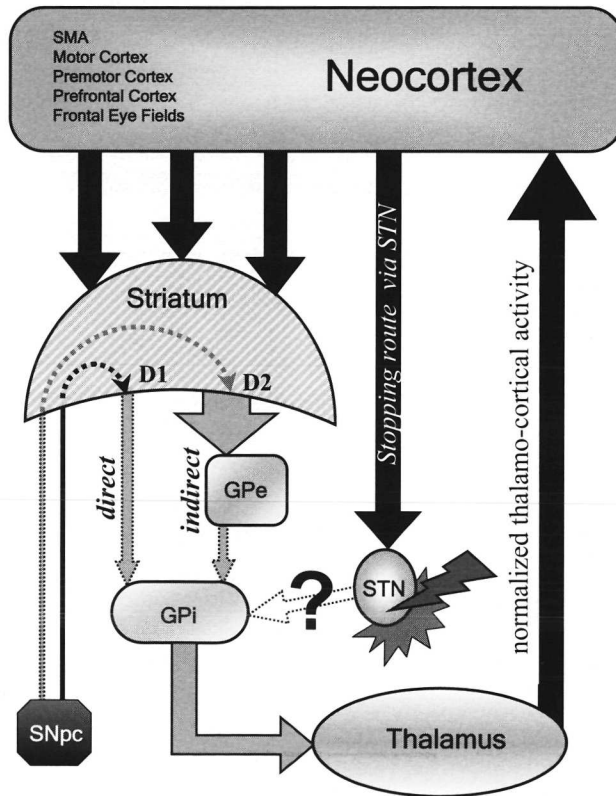 SMA
Motor Cortex
Premotor Cortex
Prefrontal Cortex
Frontal Eye Fields
Neocortex
Striatum
D1
D2
Stopping route via STN
direct
indirect
GPe
normalized thalamo-cortical activity
?
STN
GPi
SNpc
Thalamus